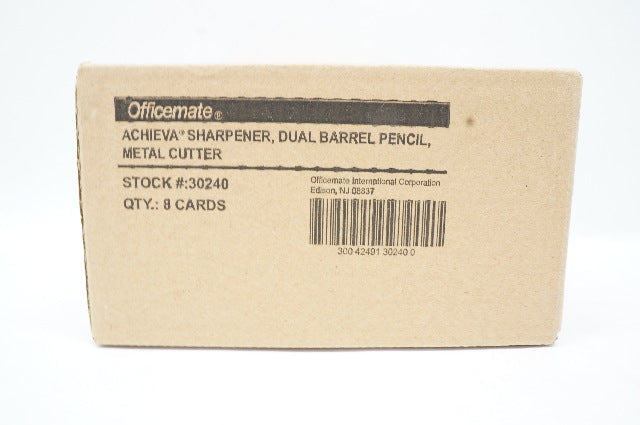 Officemate®
ACHIEVA® SHARPENER, DUAL BARREL PENCIL,
METAL CUTTER
STOCK #:30240
QTY.: 8 CARDS
Officemate International Corporation
Edison, NJ 08837
300 42491 30240 0